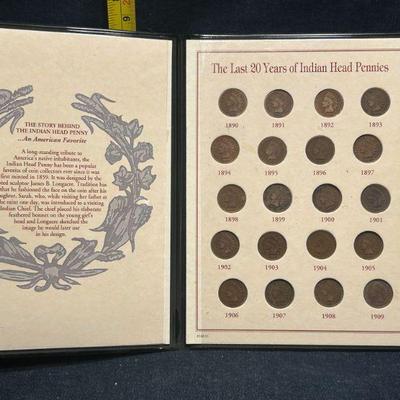 THE STORY BEHIND
THE INDIAN HEAD PENNY
...An American Favorite
A long-standing tribute to
America's native inhabitants, the
Indian Head Penny has been a popular
favorite of coin collectors ever since it was
first minted in 1859. It was designed by the
noted sculptor James B. Longacre. Tradition has
that he fashioned the face on the coin after his
daughter, Sarah, who, while visiting her father at
the mint one day, was introduced to a visiting
Indian Chief. The chief placed his elaborate
feathered bonnet on the young girl's
head and Longacre sketched the
image he would later use
in his design.
The Last 20 Years of Indian Head Pennies
1890 1891 1892 1893
1894 1895 1896 1897
1898 1899 1900 1901
1902 1903 1904 1905
1906 1907 1908 1909